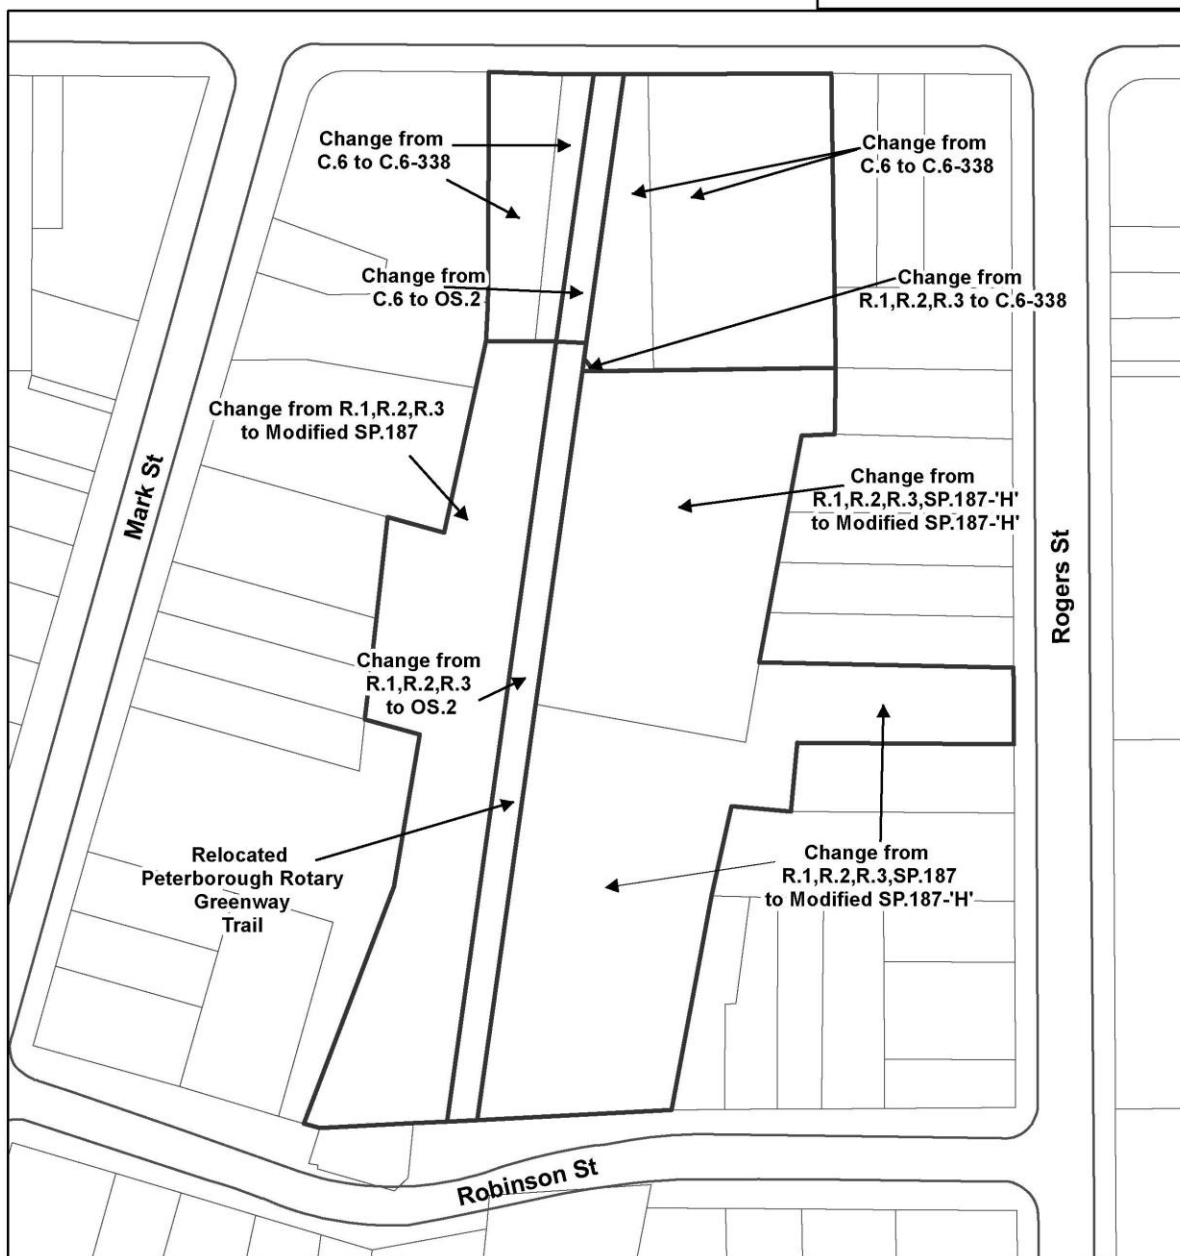 Change from
C.6 to C.6-338
Change from
C.6 to C.6-338
Change from
C.6 to OS.2
Change from
R.1,R.2,R.3 to C.6-338
Change from R.1,R.2,R.3
to Modified SP.187
Mark St
Change from
R.1,R.2,R.3,SP.187-'H'
to Modified SP.187-'H'
Rogers St
Change from
R.1,R.2,R.3
to OS.2
Relocated
Peterborough Rotary
Greenway
Trail
Change from
R.1,R.2,R.3,SP.187
to Modified SP.187-'H'
Robinson St